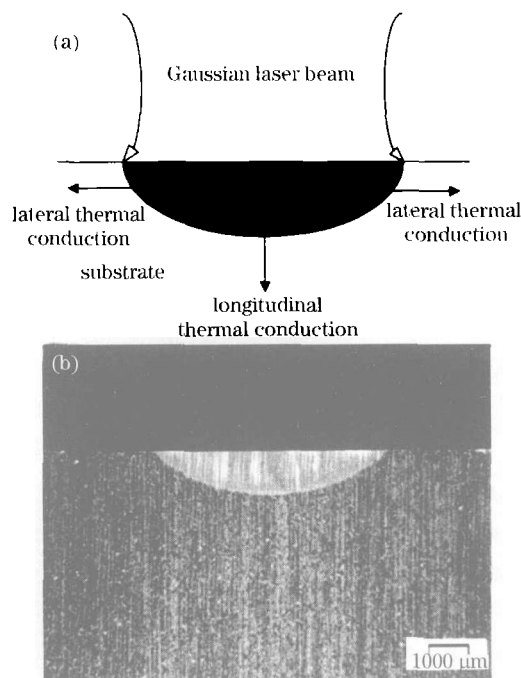 (a)
Gaussian laser beam
lateral thermal
conduction
lateral thermal
conduction
substrate
longitudinal
thermal conduction
(b)
1000 μm